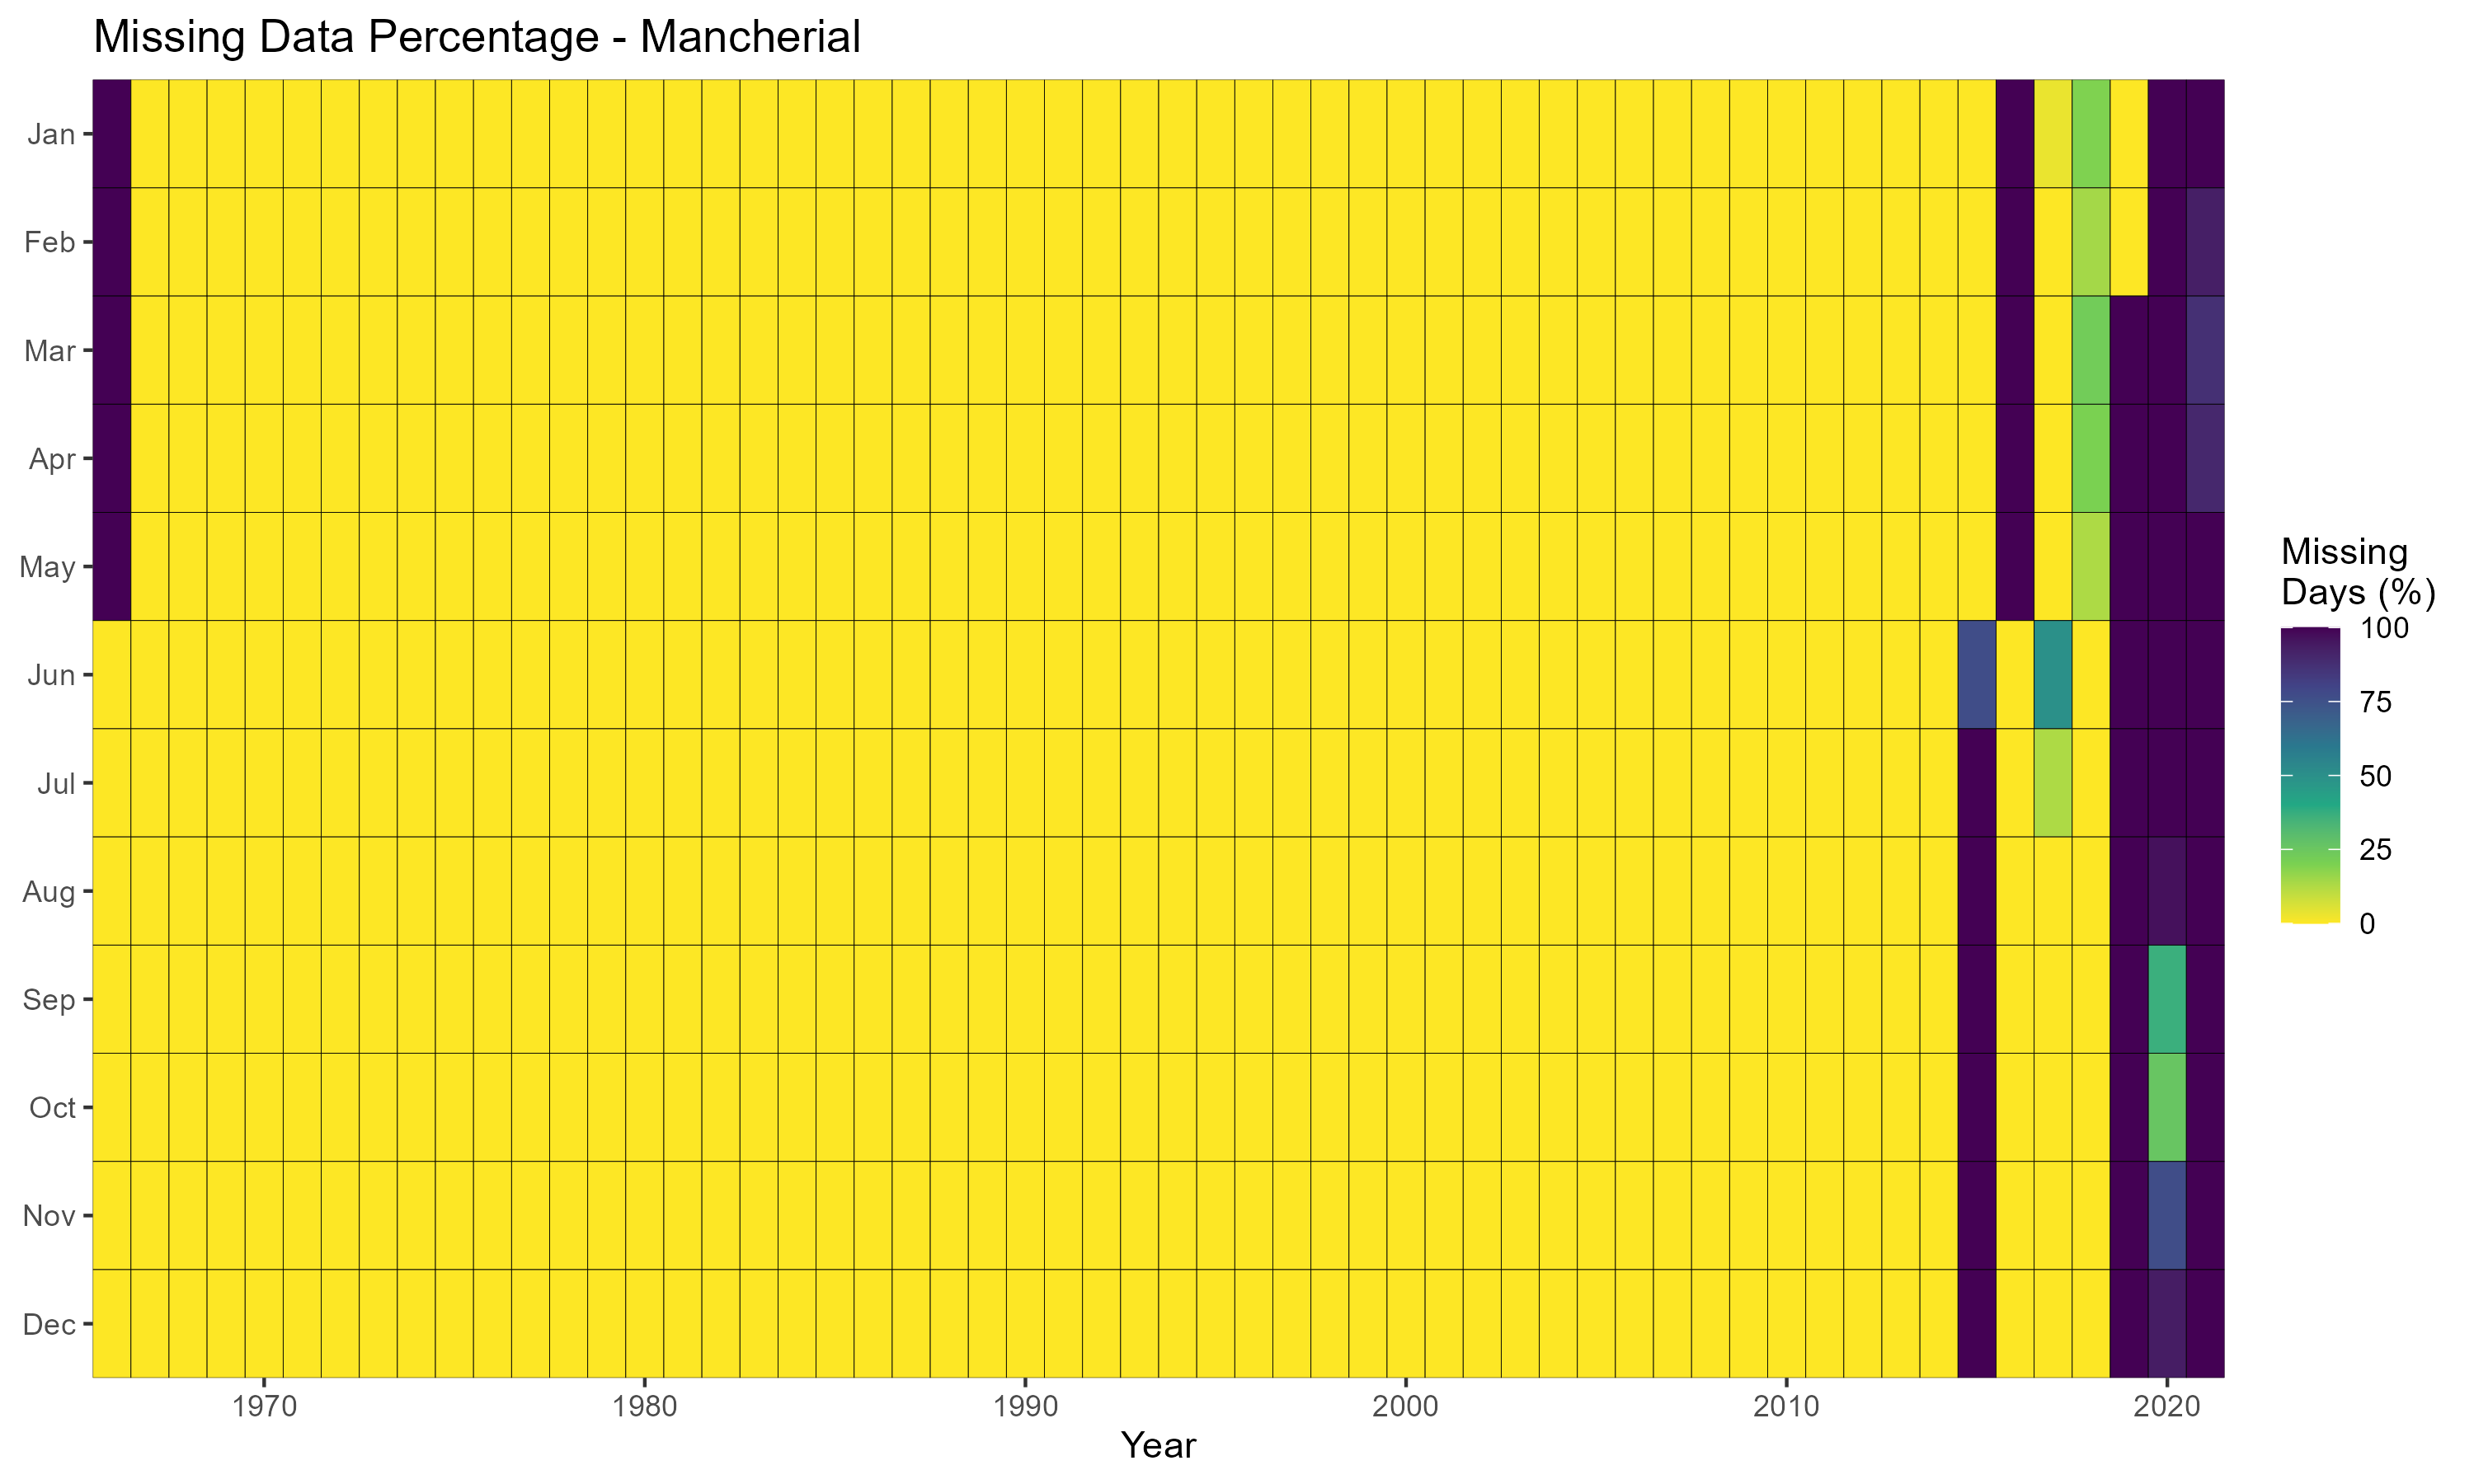 Missing Data Percentage - Mancherial
Jan
Feb
Mar
Apr
May
Jun
Jul
Aug
Sep
Oct
Nov
Dec
1970
1980
1990
2000
2010
2020
Year
Missing
Days (%)
100
75
50
25
0